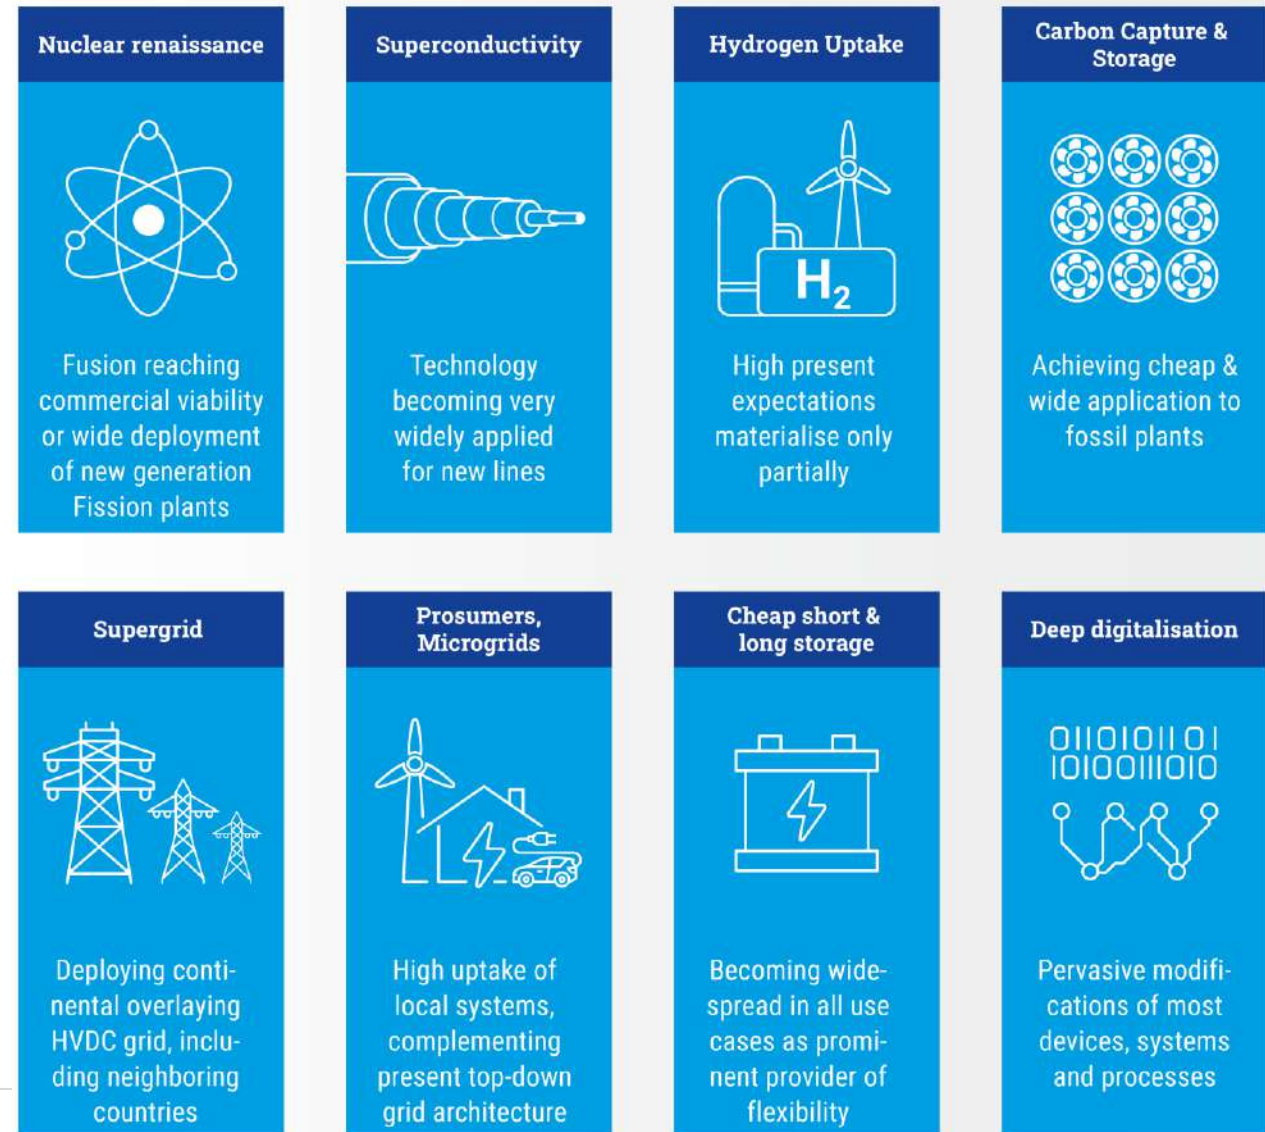 Nuclear renaissance
Fusion reaching
commercial viability
or wide deployment
of new generation
Fission plants
Superconductivity
Technology
becoming very
widely applied
for new lines
Hydrogen Uptake
H2
High present
expectations
materialise only
partially
Carbon Capture &
Storage
Achieving cheap &
wide application to
fossil plants
Supergrid
Deploying conti-
nental overlaying
HVDC grid, inclu-
ding neighboring
countries
Prosumers,
Microgrids
High uptake of
local systems,
complementing
present top-down
grid architecture
Cheap short &
long storage
Becoming wide-
spread in all use
cases as promi-
nent provider of
flexibility
Deep digitalisation
01101011 01
10100111010
Pervasive modifi-
cations of most
devices, systems
and processes